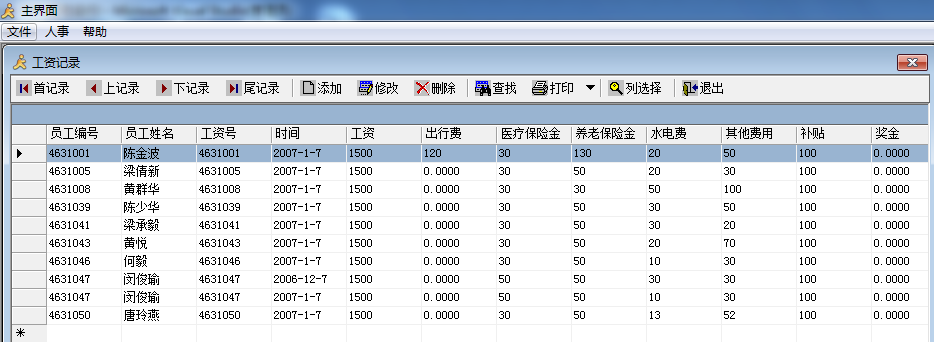 主界面
文件 人事 帮助
工资记录
首记录 上记录 下记录 尾记录 添加 修改 删除 查找 打印 列选择 退出
员工编号 员工姓名 工资号 时间 工资 出行费 医疗保险金 养老保险金 水电费 其他费用 补贴 奖金
4631001 陈金波 4631001 2007-1-7 1500 120 30 130 20 50 100 0.0000
4631005 梁倩新 4631005 2007-1-7 1500 0.0000 30 50 20 30 100 0.0000
4631008 黄群华 4631008 2007-1-7 1500 0.0000 30 30 50 100 100 0.0000
4631039 陈少华 4631039 2007-1-7 1500 0.0000 30 50 30 50 100 0.0000
4631041 梁承毅 4631041 2007-1-7 1500 0.0000 30 50 30 20 100 0.0000
4631043 黄悦 4631043 2007-1-7 1500 0.0000 30 50 20 70 100 0.0000
4631046 何毅 4631046 2007-1-7 1500 0.0000 30 50 10 30 100 0.0000
4631047 闵俊瑜 4631047 2006-12-7 1500 0.0000 50 50 30 30 100 0.0000
4631047 闵俊瑜 4631047 2007-1-7 1500 0.0000 50 50 10 30 100 0.0000
4631050 唐玲燕 4631050 2007-1-7 1500 0.0000 30 50 13 52 100 0.0000